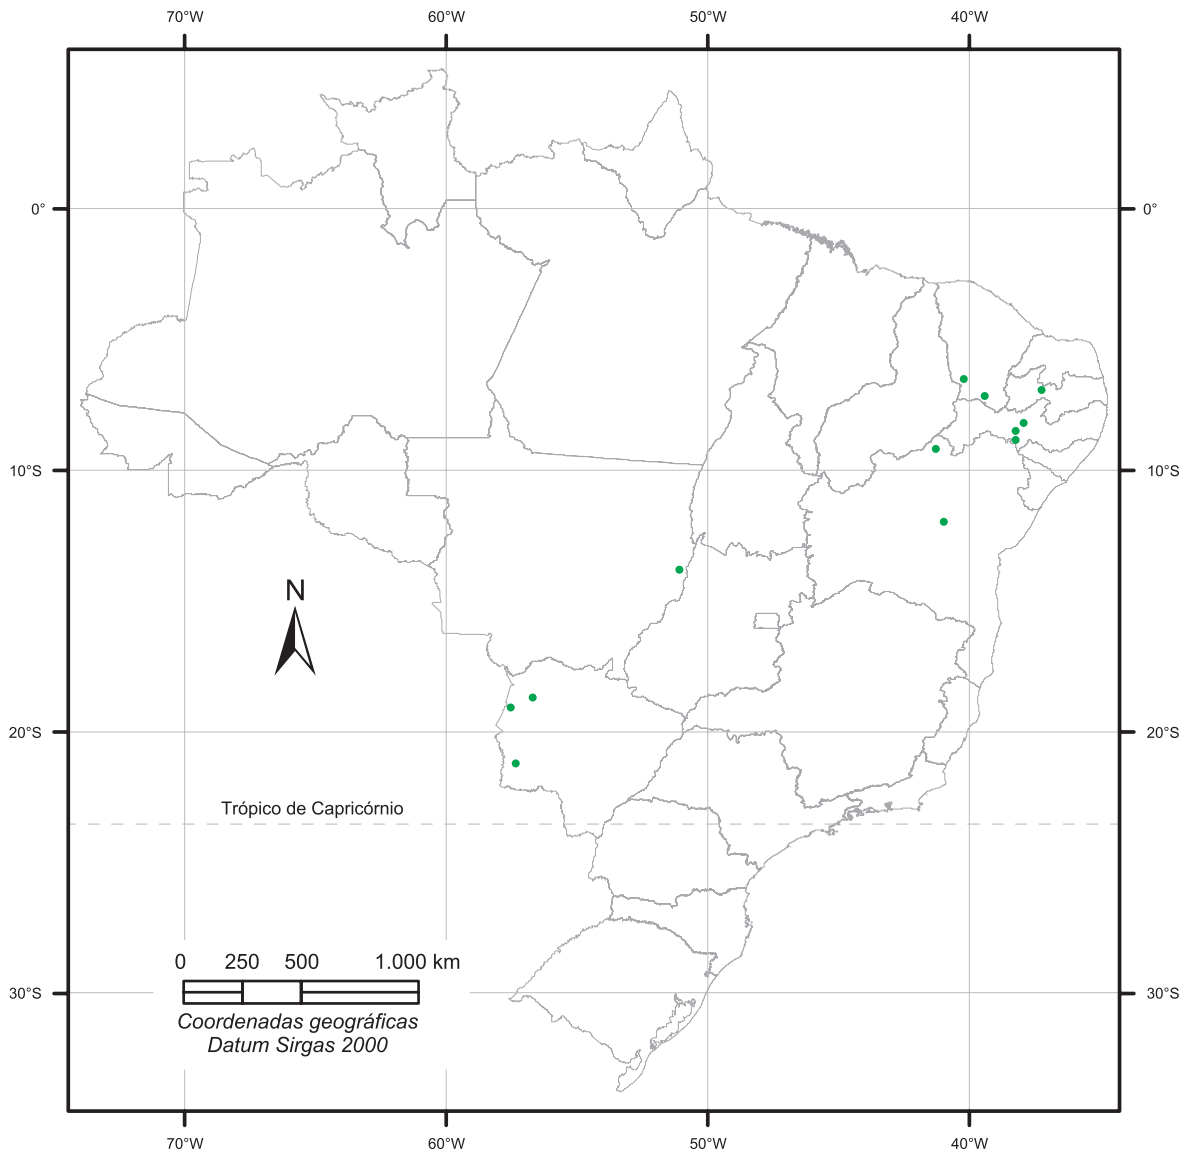 70°W 60°W 50°W 40°W
0° 0°
10°S 10°S
N
20°S 20°S
Trópico de Capricórnio
0 250 500 1.000 km
30°S 30°S
Coordenadas geográficas
Datum Sirgas 2000
70°W 60°W 50°W 40°W